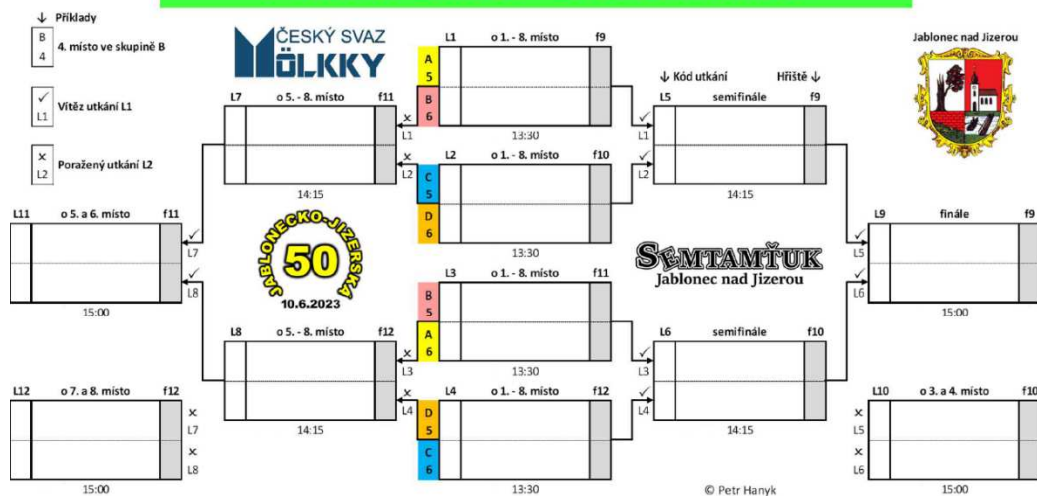 ↓ Příklady
B
4
4. místo ve skupině B
✓
L1
Vítěz utkání L1
×
L2
Poražený utkání L2
ČESKÝ SVAZ
MÖLKKY
Jablonec nad Jizerou
L1 o 1. - 8. místo f9
A
5
B
6
13:30
L2 o 1. - 8. místo f10
C
5
D
6
13:30
L3 o 1. - 8. místo f11
B
5
A
6
13:30
L4 o 1. - 8. místo f12
D
5
C
6
13:30
L7 o 5. - 8. místo f11
×
L1
×
L2
14:15
L8 o 5. - 8. místo f12
×
L3
×
L4
14:15
L11 o 5. a 6. místo f11
✓
L7
✓
L8
15:00
L12 o 7. a 8. místo f12
×
L7
×
L8
15:00
JABLONECKO-JIZERSKÁ
50
10.6.2023
↓ Kód utkání Hřiště ↓
L5 semifinále f9
✓
L1
✓
L2
14:15
SEMTAMŤUK
Jablonec nad Jizerou
L6 semifinále f10
✓
L3
✓
L4
14:15
L9 finále f9
✓
L5
✓
L6
15:00
L10 o 3. a 4. místo f10
×
L5
×
L6
15:00
© Petr Hanyk